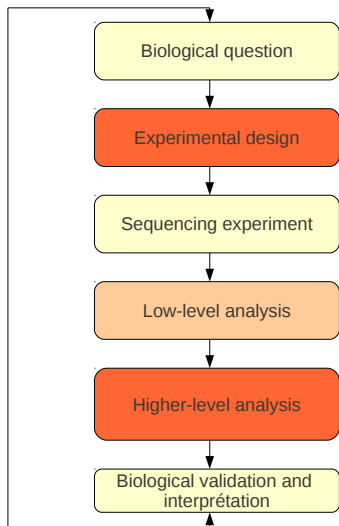 Biological question
Experimental design
Sequencing experiment
Low-level analysis
Higher-level analysis
Biological validation and
interprétation